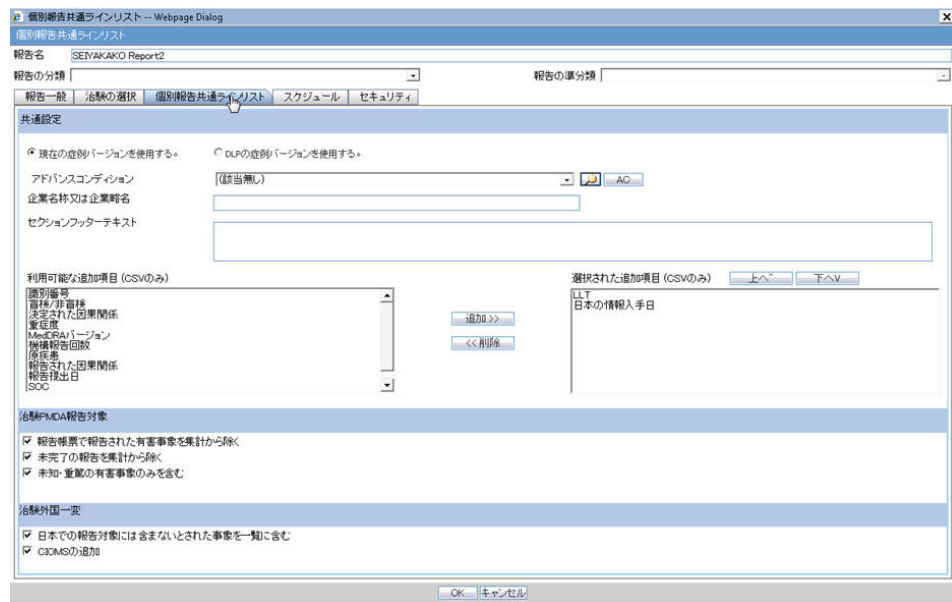 個別報告共通ラインリスト -- Webpage Dialog
個別報告共通ラインリスト
報告名 SEIYAKAKO Report2
報告の分類 報告の準分類
報告一般 治験の選択 個別報告共通ラインリスト スケジュール セキュリティ
共通設定
現在の症例バージョンを使用する。 DLPの症例バージョンを使用する。
アドバンスコンディション (該当無し) AC
企業名称又は企業略名
セクションフッターテキスト
利用可能な追加項目 (CSVのみ) 選択された追加項目 (CSVのみ) 上へ^ 下へV
識別番号
盲検/非盲検
決定された因果関係
重症度
MedDRAバージョン
機構報告回数
原疾患
報告された因果関係
報告提出日
SOC
追加 >>
<< 削除
LLT
日本の情報入手日
治験PMDA報告対象
報告帳票で報告された有害事象を集計から除く
未完了の報告を集計から除く
未知・重篤の有害事象のみを含む
治験外国一変
日本での報告対象には含まないとされた事象を一覧に含む
CIOMSの追加
OK キャンセル